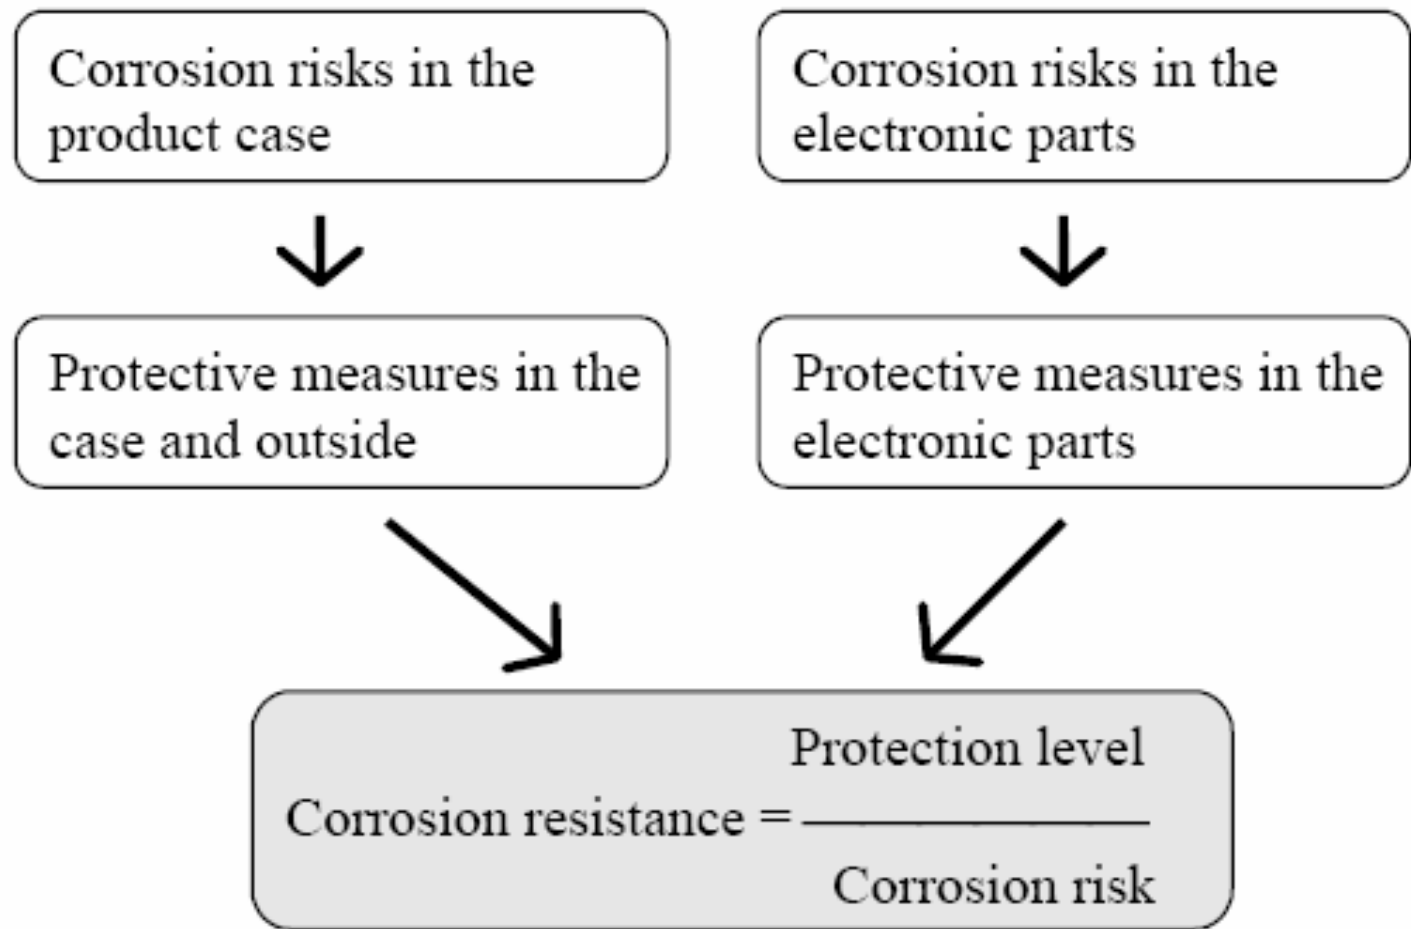 Corrosion risks in the
product case
Corrosion risks in the
electronic parts
Protective measures in the
case and outside
Protective measures in the
electronic parts
Protection level
Corrosion resistance =
Corrosion risk